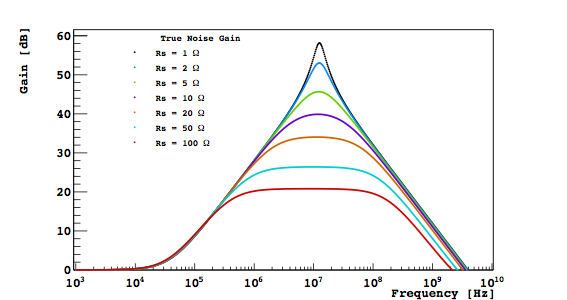 True Noise Gain
Rs = 1 Ω
Rs = 2 Ω
Rs = 5 Ω
Rs = 10 Ω
Rs = 20 Ω
Rs = 50 Ω
Rs = 100 Ω
Gain [dB]
60
50
40
30
20
10
0
10³ 10⁴ 10⁵ 10⁶ 10⁷ 10⁸ 10⁹ 10¹⁰
Frequency [Hz]